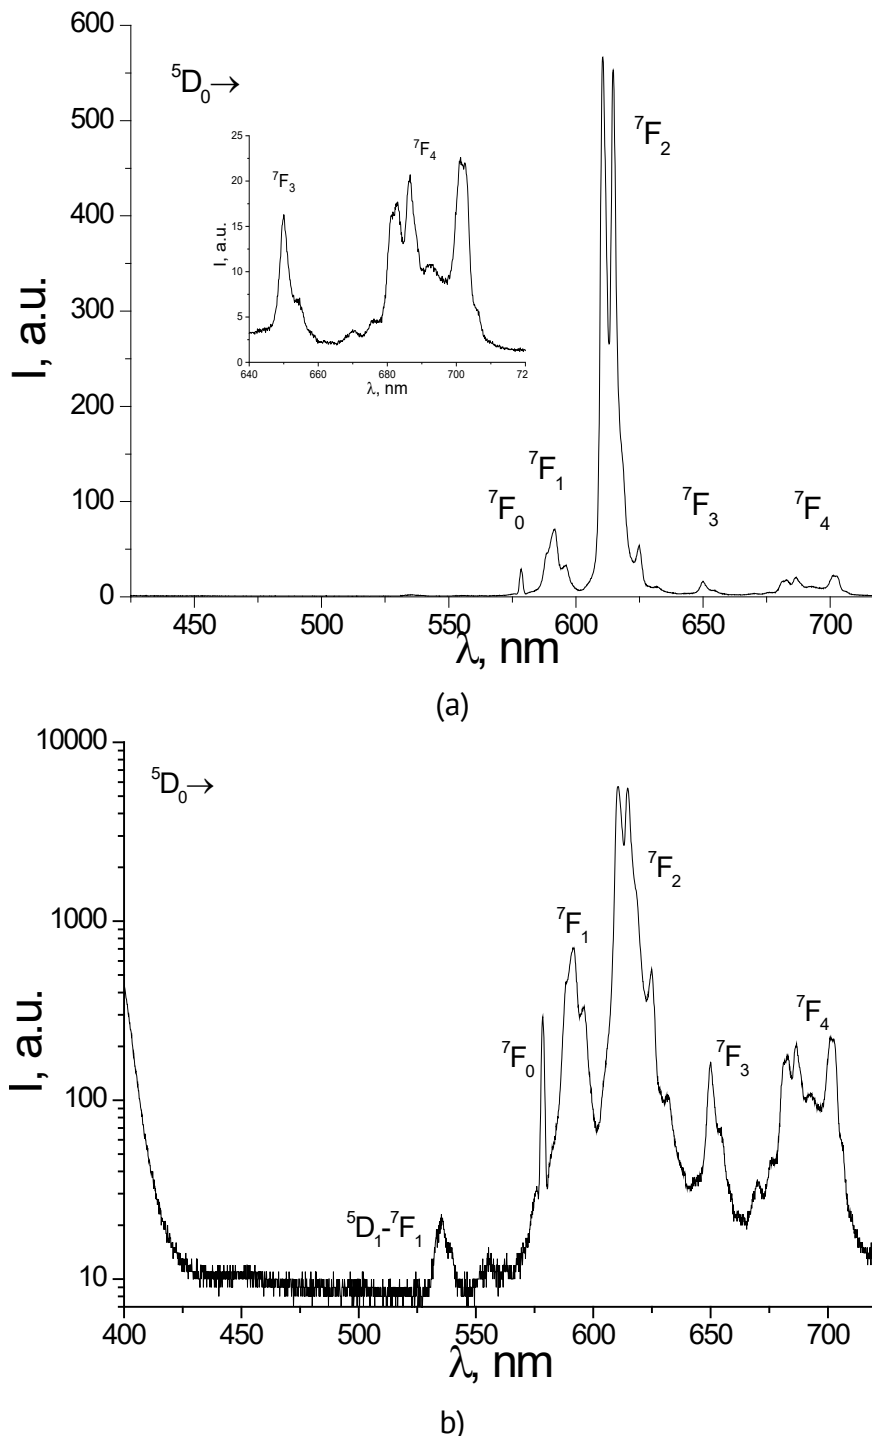 600
500
400
300
200
100
0
I, a.u.
⁵D₀→
⁷F₀
⁷F₁
⁷F₂
⁷F₃
⁷F₄
25
20
15
10
5
0
I, a.u.
⁷F₃
⁷F₄
640 660 680 700 72
λ, nm
450 500 550 600 650 700
λ, nm
(a)
10000
1000
100
10
I, a.u.
⁵D₀→
⁵D₁-⁷F₁
⁷F₀
⁷F₁
⁷F₂
⁷F₃
⁷F₄
400 450 500 550 600 650 700
λ, nm
b)